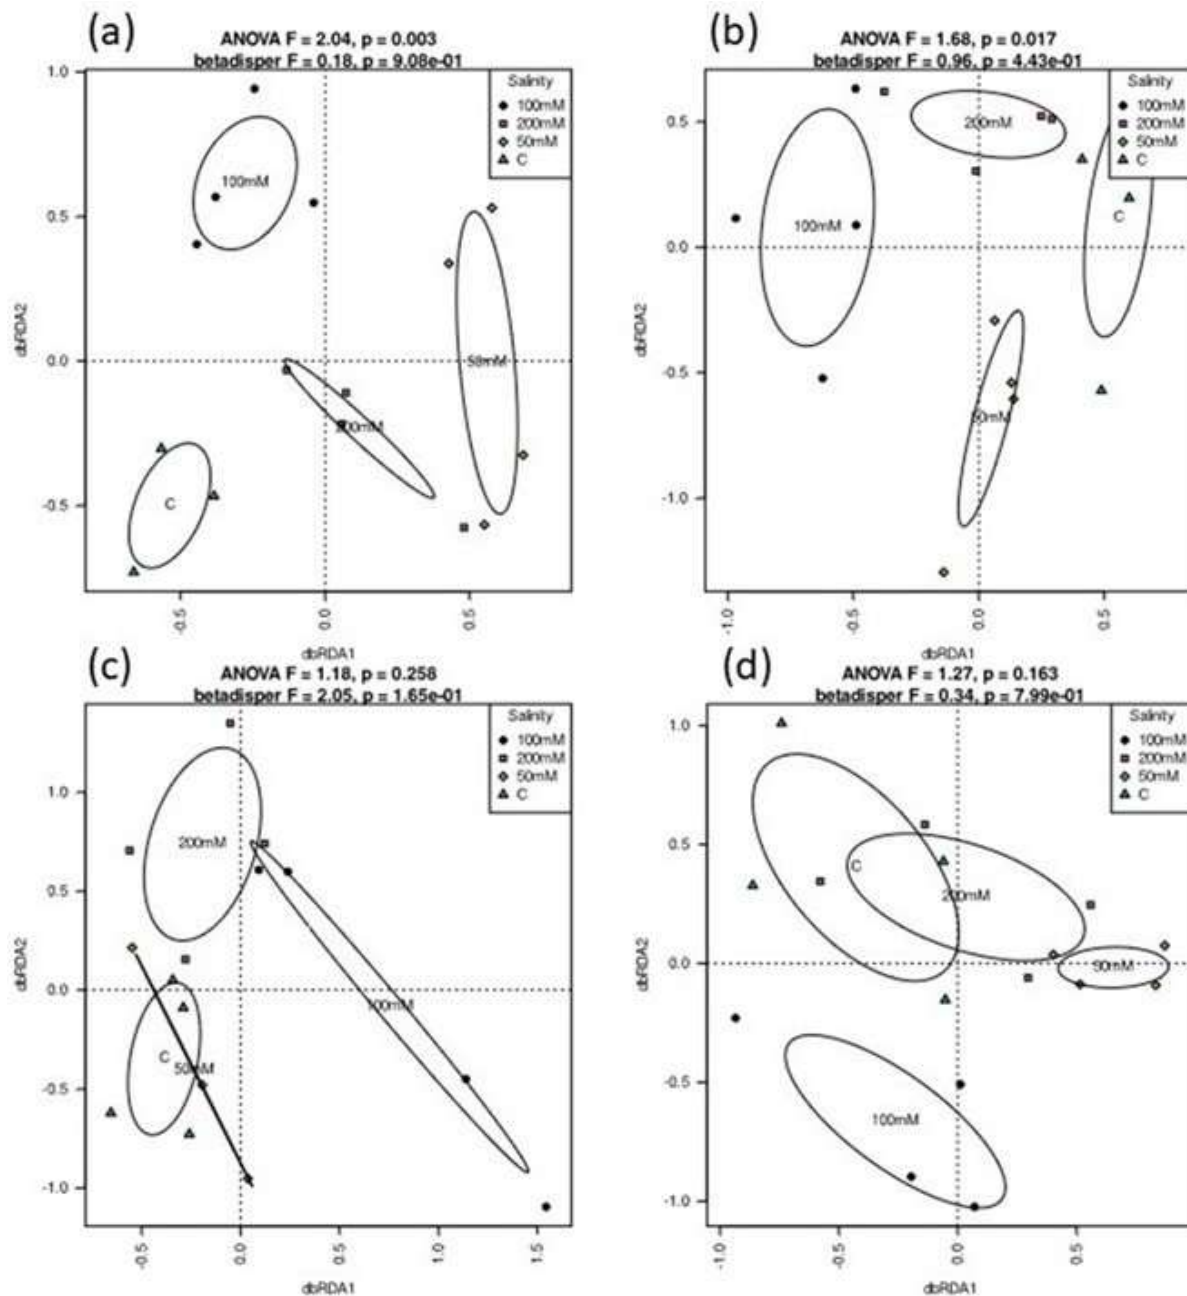 (a)
ANOVA F = 2.04, p = 0.003
betadisper F = 0.18, p = 9.08e-01
Salinity
100mM
200mM
50mM
C
1.0
0.5
0.0
-0.5
dbRDA2
100mM
50mM
200mM
C
-0.5
0.0
0.5
dbRDA1
(b)
ANOVA F = 1.68, p = 0.017
betadisper F = 0.96, p = 4.43e-01
Salinity
100mM
200mM
50mM
C
0.5
0.0
-0.5
-1.0
dbRDA2
200mM
100mM
C
50mM
-1.0
-0.5
0.0
0.5
dbRDA1
(c)
ANOVA F = 1.18, p = 0.258
betadisper F = 2.05, p = 1.65e-01
Salinity
100mM
200mM
50mM
C
1.0
0.5
0.0
-0.5
-1.0
dbRDA2
200mM
100mM
C
50mM
-0.5
0.0
0.5
1.0
1.5
dbRDA1
(d)
ANOVA F = 1.27, p = 0.163
betadisper F = 0.34, p = 7.99e-01
Salinity
100mM
200mM
50mM
C
1.0
0.5
0.0
-0.5
-1.0
dbRDA2
C
200mM
50mM
100mM
-1.0
-0.5
0.0
0.5
dbRDA1